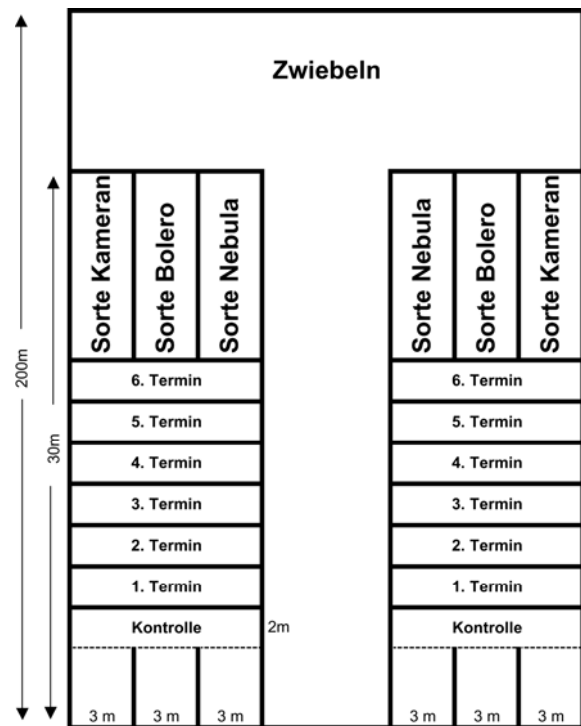 Zwiebeln
200m
30m
Sorte Kameran
Sorte Bolero
Sorte Nebula
Sorte Nebula
Sorte Bolero
Sorte Kameran
6. Termin
6. Termin
5. Termin
5. Termin
4. Termin
4. Termin
3. Termin
3. Termin
2. Termin
2. Termin
1. Termin
1. Termin
Kontrolle
2m
Kontrolle
3 m
3 m
3 m
3 m
3 m
3 m